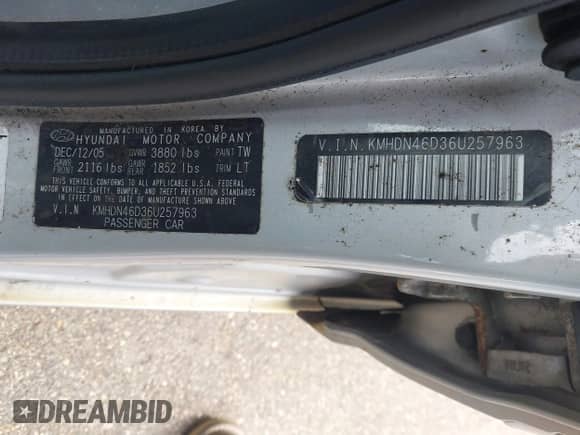 MANUFACTURED IN KOREA BY
HYUNDAI MOTOR COMPANY
DEC/12/05 GVWR 3880 lbs PAINT TW
GAWR FRONT 2116 lbs GAWR REAR 1852 lbs TRIM LT
THIS VEHICLE CONFORMS TO ALL APPLICABLE U.S.A. FEDERAL
MOTOR VEHICLE SAFETY, BUMPER, AND THEFT PREVENTION STANDARDS
IN EFFECT ON THE DATE OF MANUFACTURE SHOWN ABOVE.
V.I.N KMHDN46D36U257963
PASSENGER CAR
V.I.N. KMHDN46D36U257963
DREAMBID